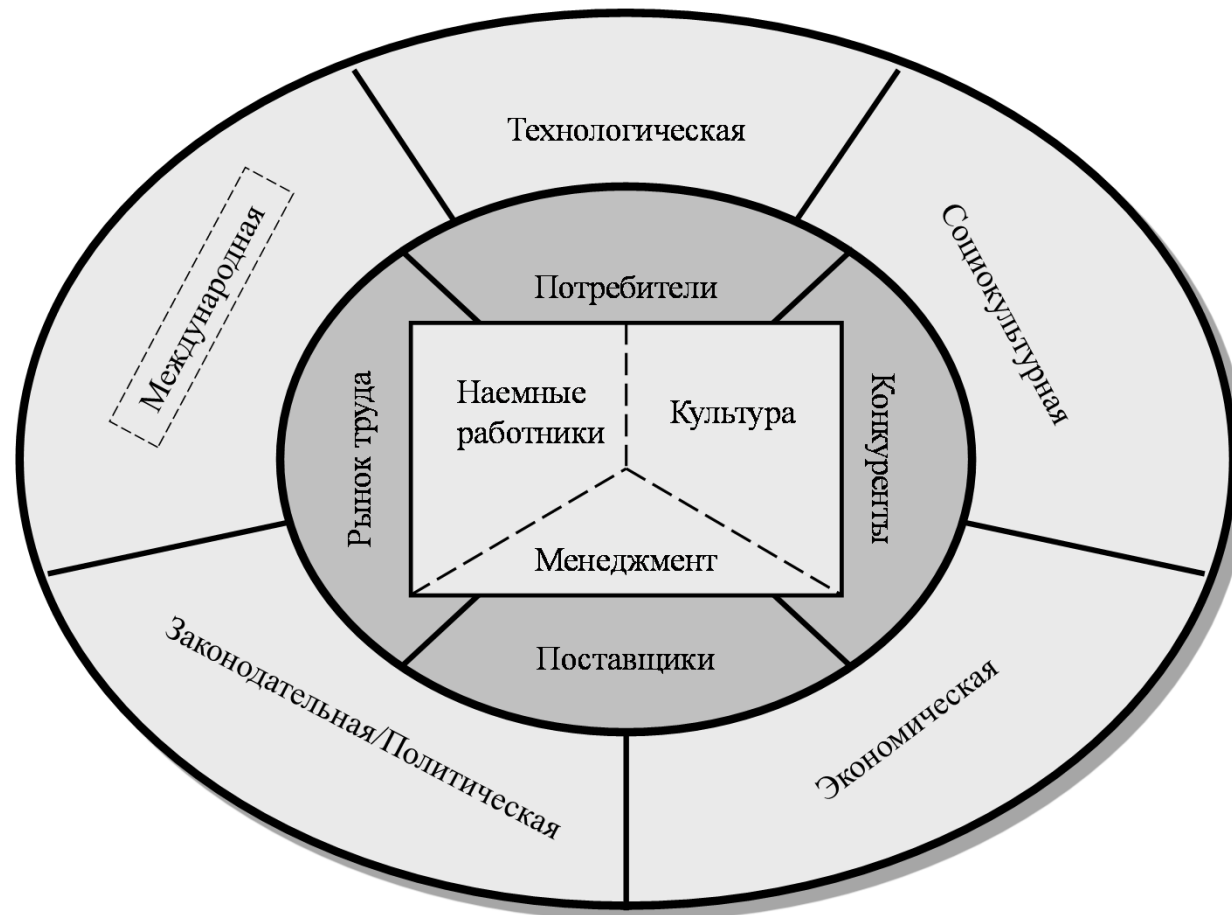 Технологическая
Международная
Социокультурная
Потребители
Рынок труда
Наемные
работники
Культура
Конкуренты
Менеджмент
Поставщики
Законодательная/Политическая
Экономическая